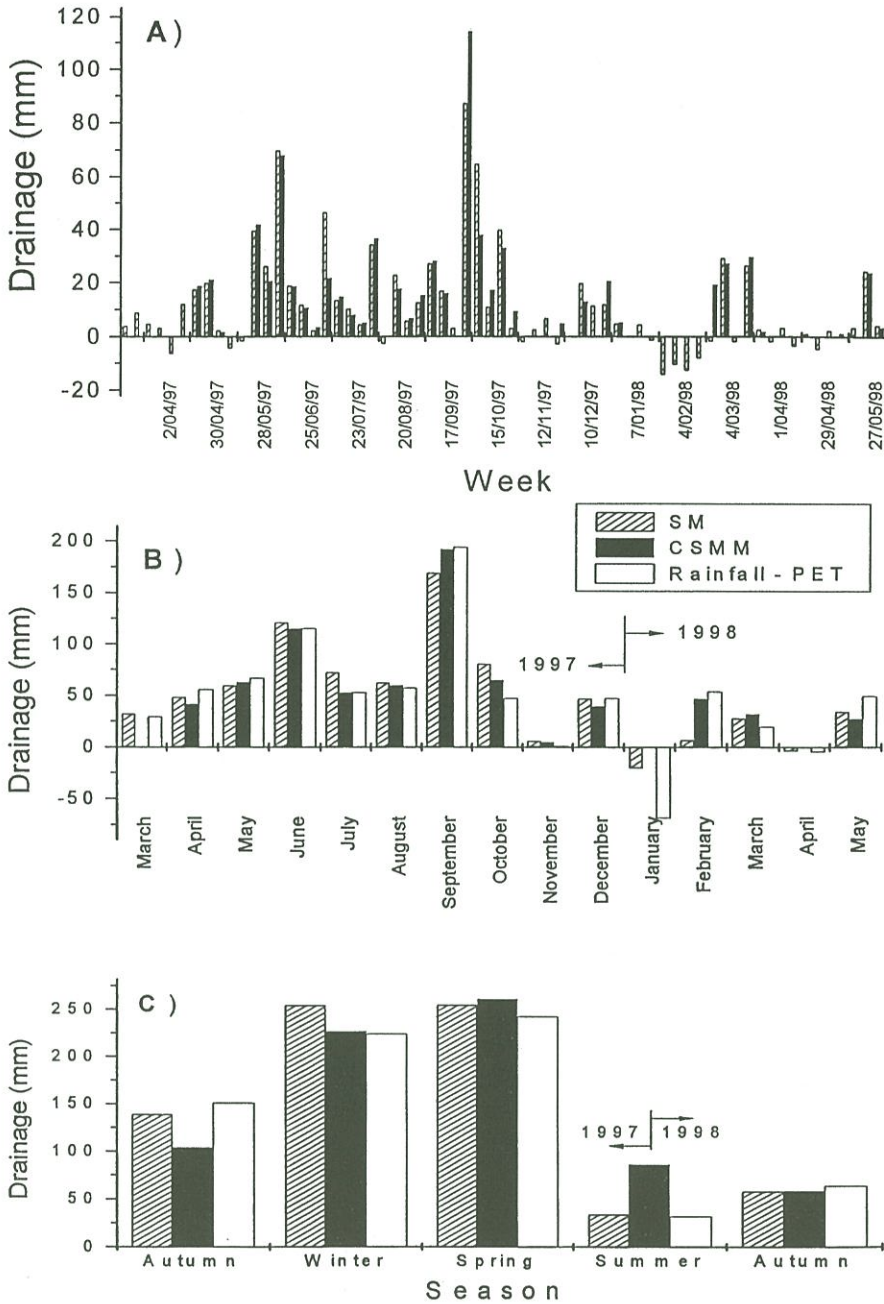 A)
Drainage (mm)
120
100
80
60
40
20
0
-20
2/04/97
30/04/97
28/05/97
25/06/97
23/07/97
20/08/97
17/09/97
15/10/97
12/11/97
10/12/97
7/01/98
4/02/98
4/03/98
1/04/98
29/04/98
27/05/98
Week
SM
CSMM
Rainfall - PET
B)
Drainage (mm)
200
150
100
50
0
-50
1997
1998
March
April
May
June
July
August
September
October
November
December
January
February
March
April
May
C)
Drainage (mm)
250
200
150
100
50
0
1997
1998
Autumn
Winter
Spring
Summer
Autumn
Season